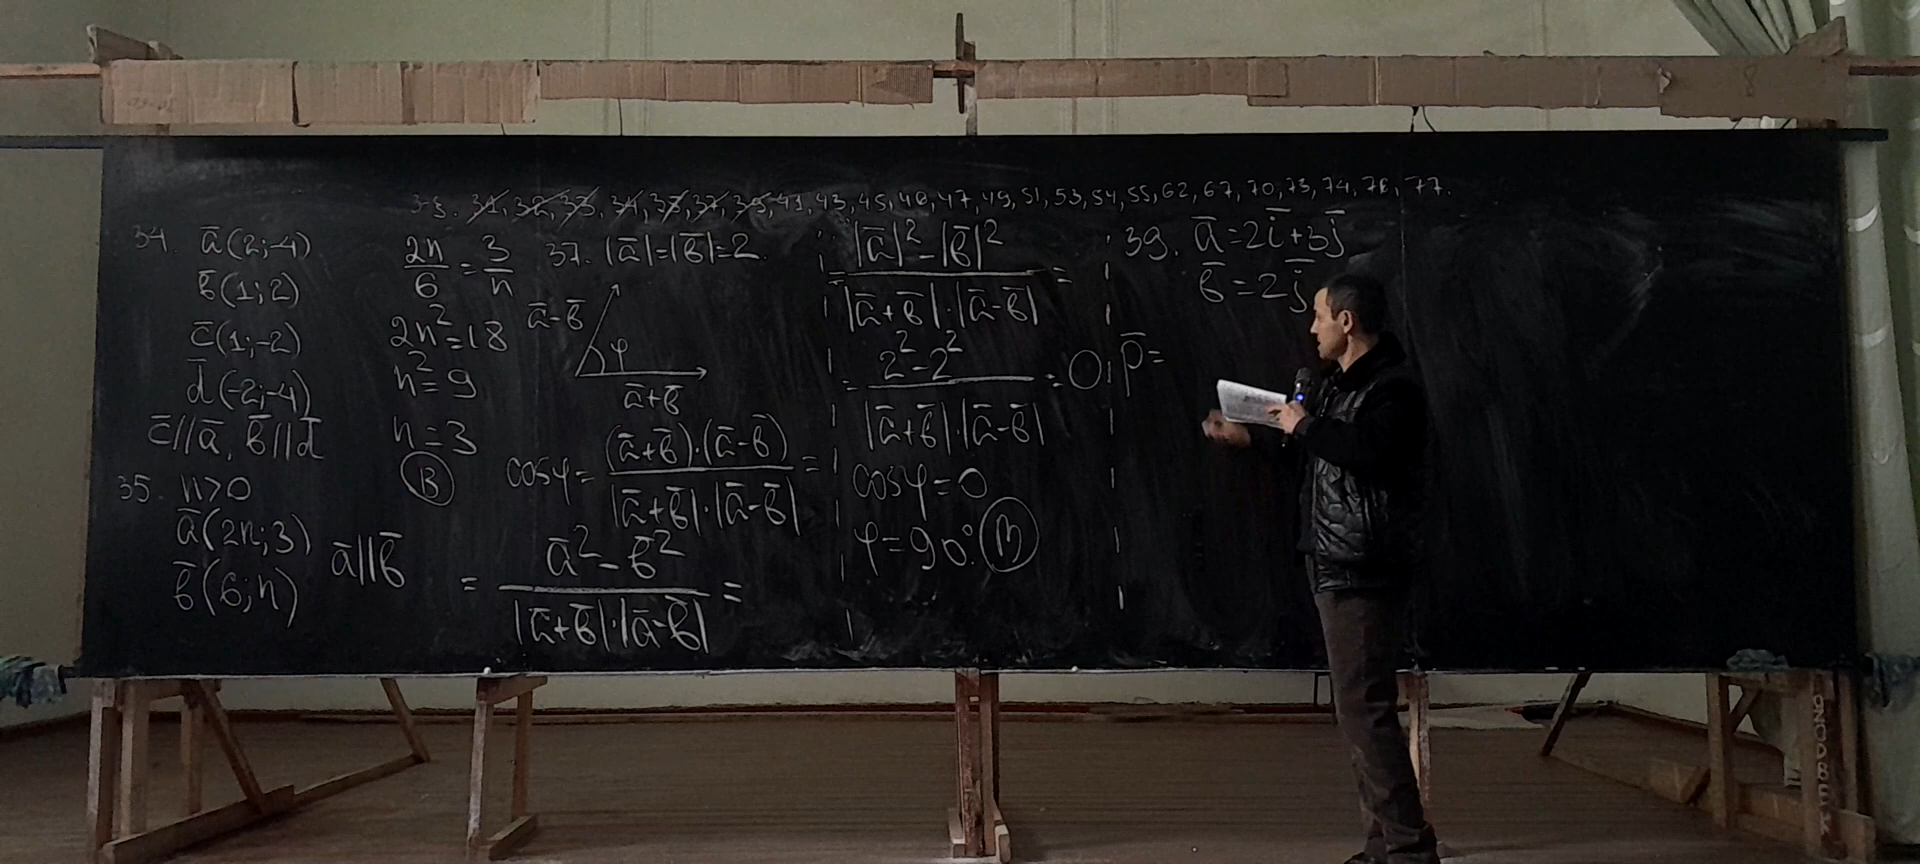 33. 31, 32, 33, 34, 35, 37, 39, 41, 43, 45, 46, 47, 49, 51, 53, 54, 55, 62, 67, 70, 73, 74, 76, 77.
34. a̅(2;-4)
b̅(1;2)
c̅(1;-2)
d̅(-2;-4)
c̅//a̅, b̅//d̅
35. n>0
a̅(2n;3)
b̅(6;n)
a̅||b̅
2n/6 = 3/n
2n²=18
n²=9
n=3
B
37. |a̅|=|b̅|=2.
a̅-b̅
φ
a̅+b̅
cosφ = (a̅+b̅)·(a̅-b̅) / |a̅+b̅|·|a̅-b̅| =
= a̅²-b̅² / |a̅+b̅|·|a̅-b̅| =
= |a̅|²-|b̅|² / |a̅+b̅|·|a̅-b̅| =
= 2²-2² / |a̅+b̅|·|a̅-b̅| = 0
cosφ=0
φ=90°. B
39. a̅=2i̅+3j̅
b̅=2j̅
p̅=